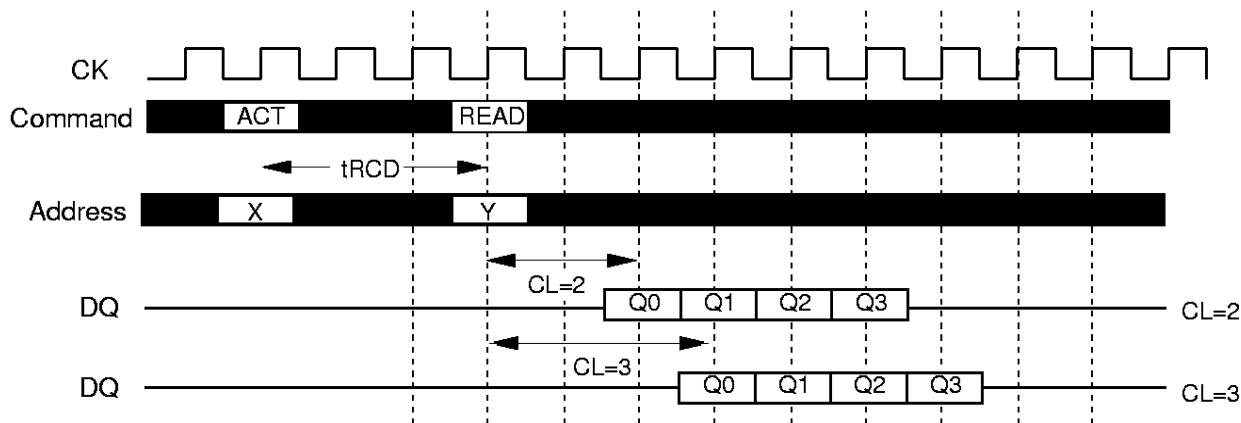 CK
Command ACT READ
tRCD
Address X Y
CL=2
DQ Q0 Q1 Q2 Q3 CL=2
CL=3
DQ Q0 Q1 Q2 Q3 CL=3